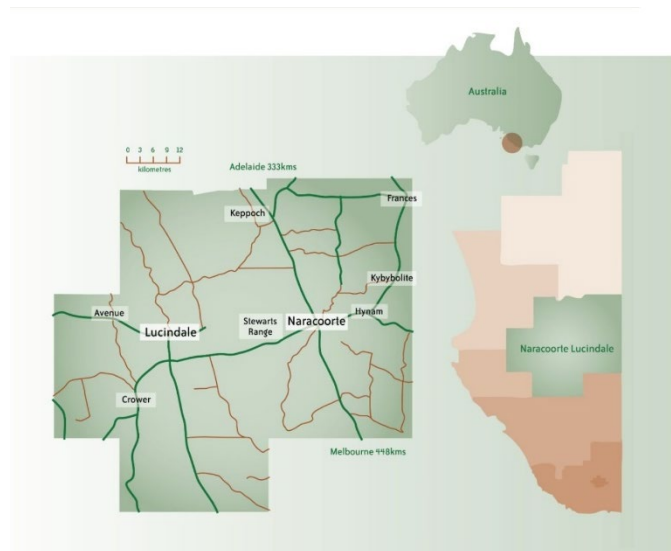 Australia
0 3 6 9 12
kilometres
Adelaide 333kms
Frances
Keppoch
Kybybolite
Avenue
Hynam
Lucindale
Stewarts
Range
Naracoorte
Naracoorte Lucindale
Crower
Melbourne 448kms